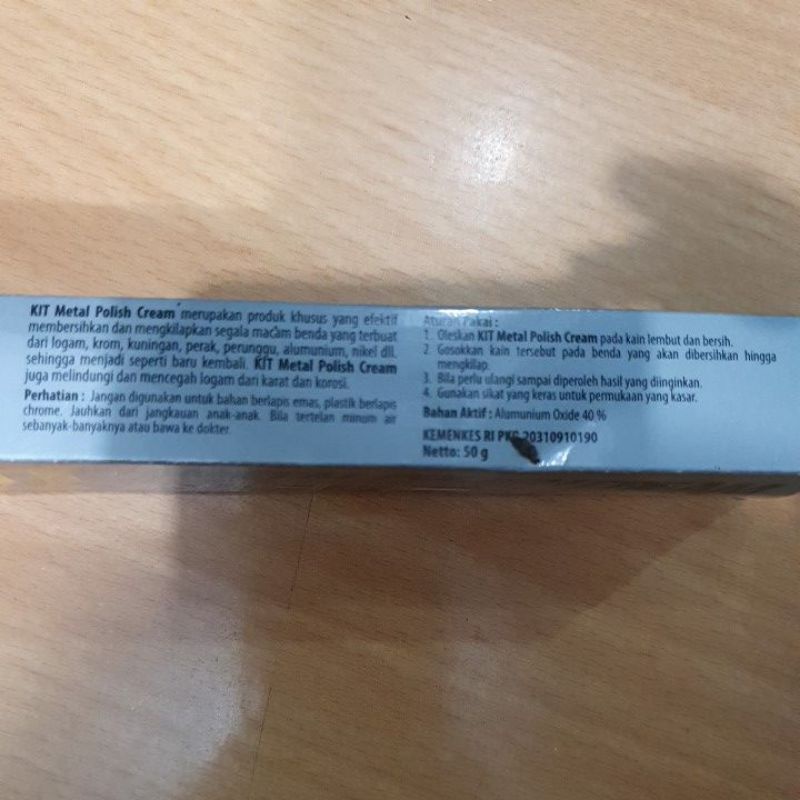 KIT Metal Polish Cream merupakan produk khusus yang efektif
membersihkan dan mengkilapkan segala macam benda yang terbuat
dari logam, krom, kuningan, perak, perunggu, alumunium, nikel dll.
sehingga menjadi seperti baru kembali. KIT Metal Polish Cream
juga melindungi dan mencegah logam dari karat dan korosi.
Perhatian : Jangan digunakan untuk bahan berlapis emas, plastik berlapis
chrome. Jauhkan dari jangkauan anak-anak. Bila tertelan minum air
sebanyak-banyaknya atau bawa ke dokter.
Aturan Pakai :
1. Oleskan KIT Metal Polish Cream pada kain lembut dan bersih.
2. Gosokkan kain tersebut pada benda yang akan dibersihkan hingga
mengkilap.
3. Bila perlu ulangi sampai diperoleh hasil yang diinginkan.
4. Gunakan sikat yang keras untuk permukaan yang kasar.
Bahan Aktif : Alumunium Oxide 40 %
KEMENKES RI PKG 20310910190
Netto: 50 g